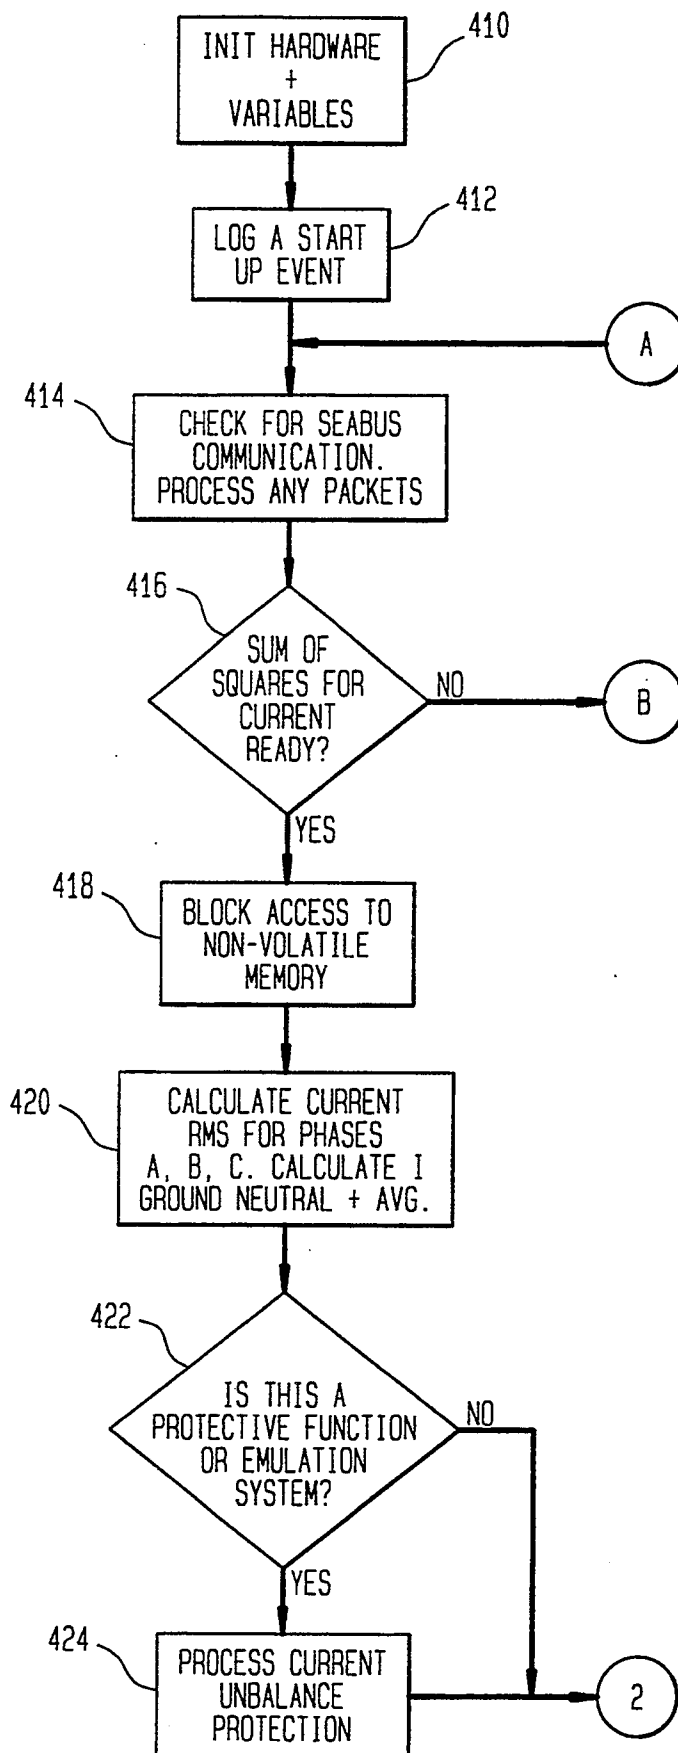 410
INIT HARDWARE
+
VARIABLES
412
LOG A START
UP EVENT
A
414
CHECK FOR SEABUS
COMMUNICATION.
PROCESS ANY PACKETS
416
SUM OF
SQUARES FOR
CURRENT
READY?
NO
B
YES
418
BLOCK ACCESS TO
NON-VOLATILE
MEMORY
420
CALCULATE CURRENT
RMS FOR PHASES
A, B, C. CALCULATE I
GROUND NEUTRAL + AVG.
422
IS THIS A
PROTECTIVE FUNCTION
OR EMULATION
SYSTEM?
NO
YES
424
PROCESS CURRENT
UNBALANCE
PROTECTION
2